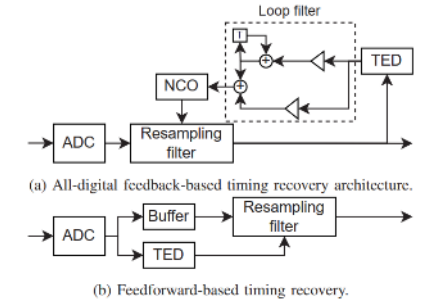 Loop filter
I
TED
NCO
ADC
Resampling
filter
(a) All-digital feedback-based timing recovery architecture.
Buffer
Resampling
filter
ADC
TED
(b) Feedforward-based timing recovery.